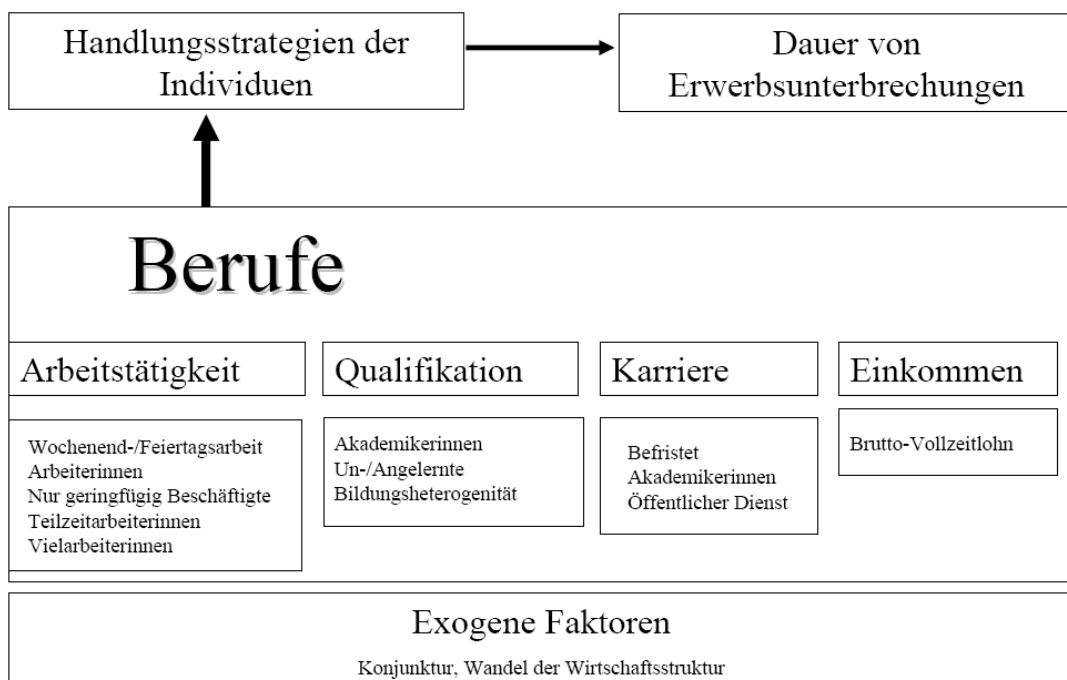 Handlungsstrategien der
Individuen
Dauer von
Erwerbsunterbrechungen
Berufe
Arbeitstätigkeit
Wochenend-/Feiertagsarbeit
Arbeiterinnen
Nur geringfügig Beschäftigte
Teilzeitarbeiterinnen
Vielarbeiterinnen
Qualifikation
Akademikerinnen
Un-/Angelernte
Bildungsheterogenität
Karriere
Befristet
Akademikerinnen
Öffentlicher Dienst
Einkommen
Brutto-Vollzeitlohn
Exogene Faktoren
Konjunktur, Wandel der Wirtschaftsstruktur